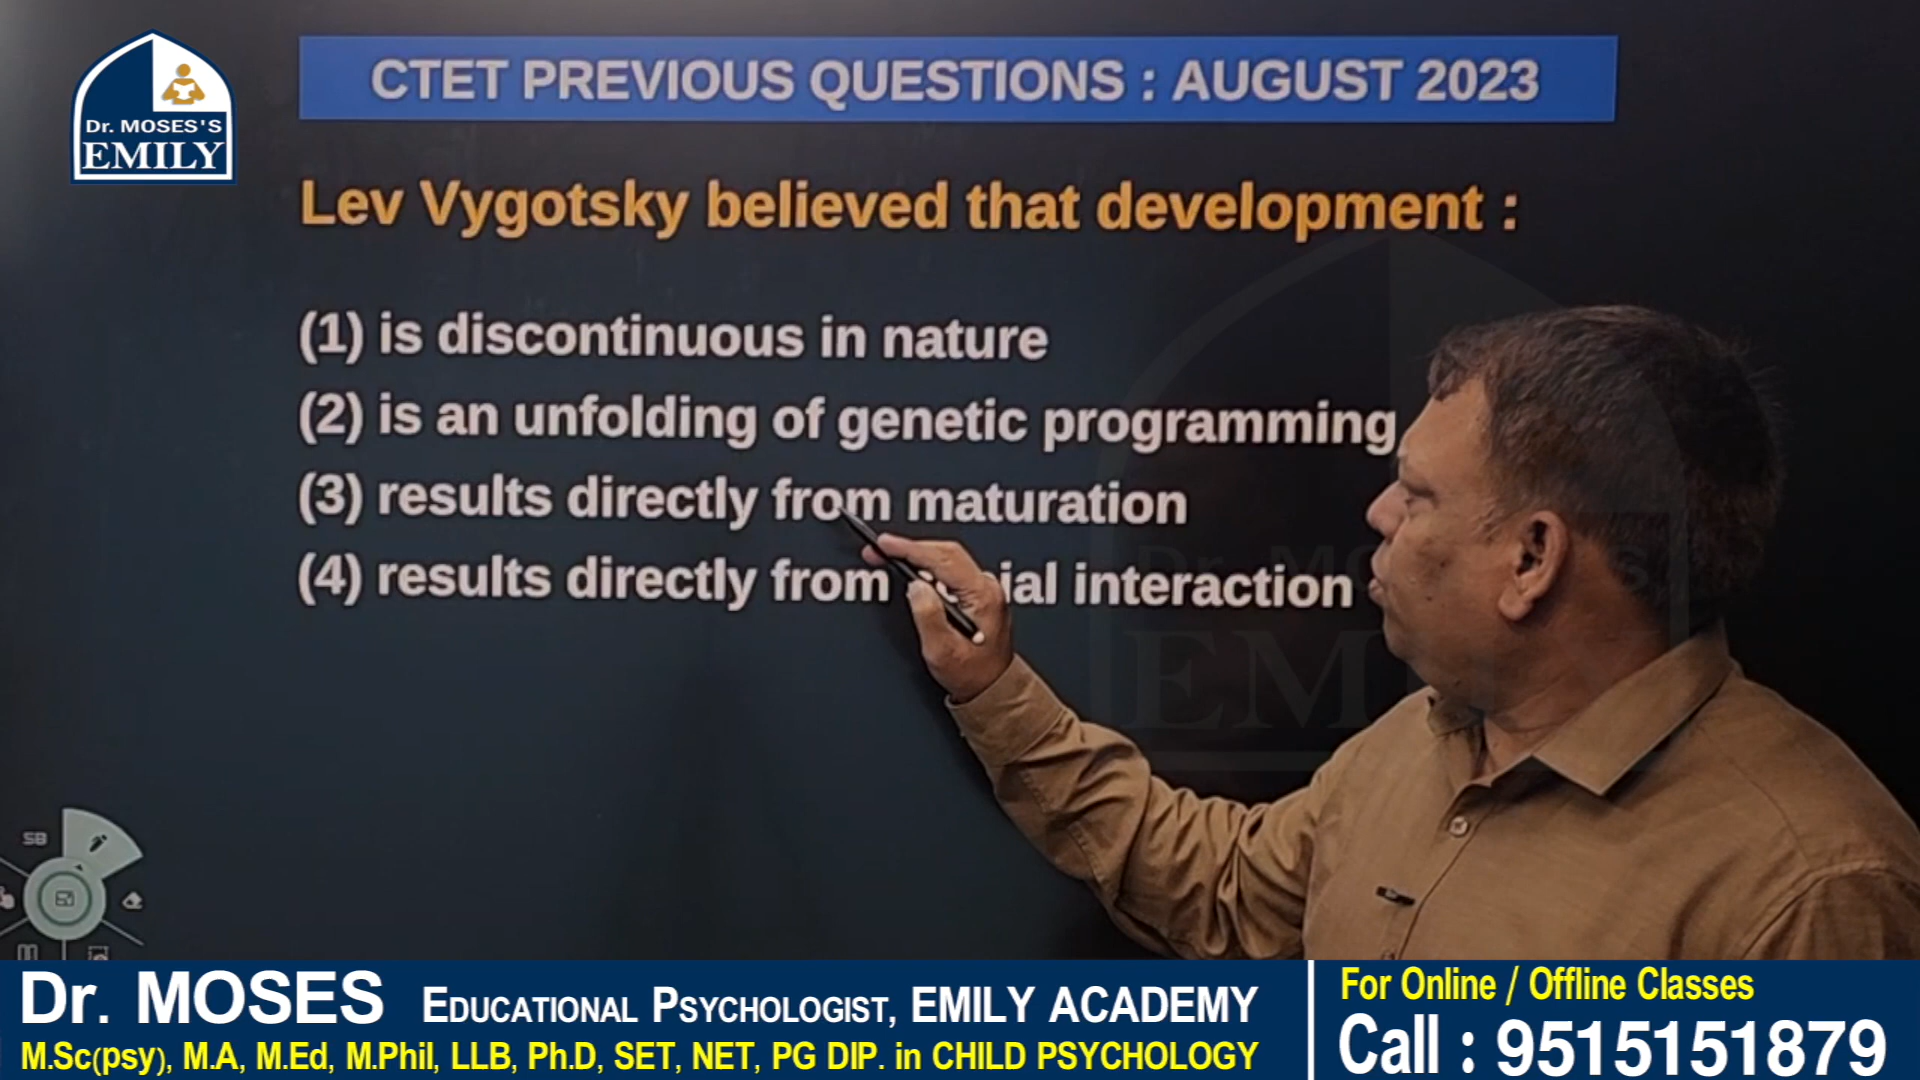 Dr. MOSES'S
EMILY
CTET PREVIOUS QUESTIONS : AUGUST 2023
Lev Vygotsky believed that development :
(1) is discontinuous in nature
(2) is an unfolding of genetic programming
(3) results directly from maturation
(4) results directly from social interaction
SB
Dr. MOSES EDUCATIONAL PSYCHOLOGIST, EMILY ACADEMY
M.Sc(psy), M.A, M.Ed, M.Phil, LLB, Ph.D, SET, NET, PG DIP. in CHILD PSYCHOLOGY
For Online / Offline Classes
Call : 9515151879